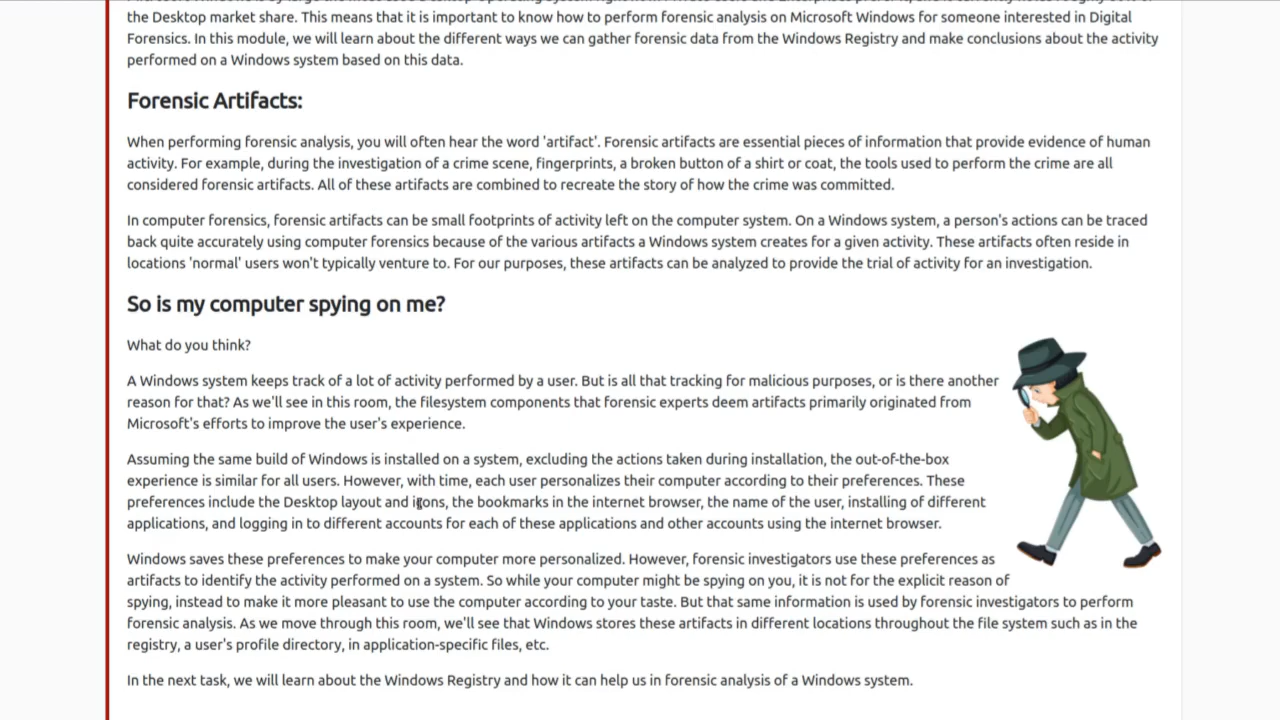 the Desktop market share. This means that it is important to know how to perform forensic analysis on Microsoft Windows for someone interested in Digital
Forensics. In this module, we will learn about the different ways we can gather forensic data from the Windows Registry and make conclusions about the activity
performed on a Windows system based on this data.
Forensic Artifacts:
When performing forensic analysis, you will often hear the word 'artifact'. Forensic artifacts are essential pieces of information that provide evidence of human
activity. For example, during the investigation of a crime scene, fingerprints, a broken button of a shirt or coat, the tools used to perform the crime are all
considered forensic artifacts. All of these artifacts are combined to recreate the story of how the crime was committed.
In computer forensics, forensic artifacts can be small footprints of activity left on the computer system. On a Windows system, a person's actions can be traced
back quite accurately using computer forensics because of the various artifacts a Windows system creates for a given activity. These artifacts often reside in
locations 'normal' users won't typically venture to. For our purposes, these artifacts can be analyzed to provide the trial of activity for an investigation.
So is my computer spying on me?
What do you think?
A Windows system keeps track of a lot of activity performed by a user. But is all that tracking for malicious purposes, or is there another
reason for that? As we'll see in this room, the filesystem components that forensic experts deem artifacts primarily originated from
Microsoft's efforts to improve the user's experience.
Assuming the same build of Windows is installed on a system, excluding the actions taken during installation, the out-of-the-box
experience is similar for all users. However, with time, each user personalizes their computer according to their preferences. These
preferences include the Desktop layout and icons, the bookmarks in the internet browser, the name of the user, installing of different
applications, and logging in to different accounts for each of these applications and other accounts using the internet browser.
Windows saves these preferences to make your computer more personalized. However, forensic investigators use these preferences as
artifacts to identify the activity performed on a system. So while your computer might be spying on you, it is not for the explicit reason of
spying, instead to make it more pleasant to use the computer according to your taste. But that same information is used by forensic investigators to perform
forensic analysis. As we move through this room, we'll see that Windows stores these artifacts in different locations throughout the file system such as in the
registry, a user's profile directory, in application-specific files, etc.
In the next task, we will learn about the Windows Registry and how it can help us in forensic analysis of a Windows system.